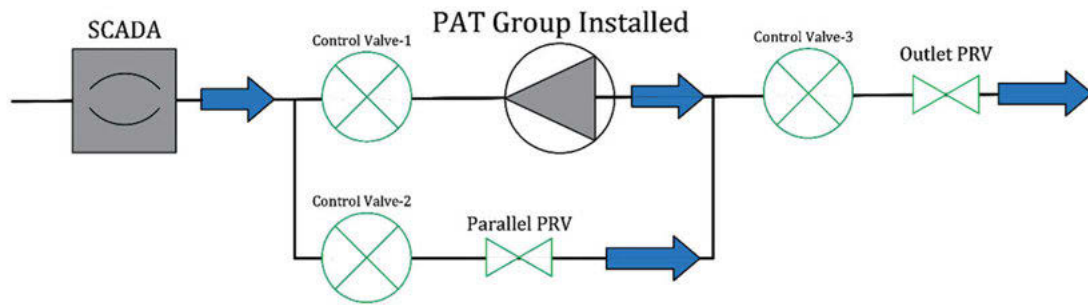 SCADA
PAT Group Installed
Control Valve-1
Control Valve-3
Outlet PRV
Control Valve-2
Parallel PRV